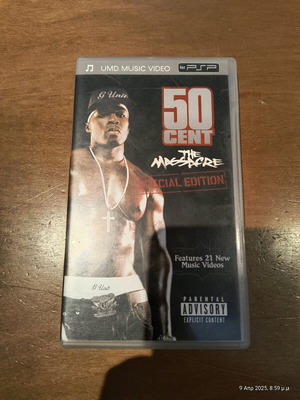 UMD MUSIC VIDEO
PSP
G Unit
50
CENT
THE
MASSACRE
SPECIAL EDITION
Features 21 New
Music Videos
G Unit
PARENTAL
ADVISORY
EXPLICIT CONTENT
9 Απρ 2025, 8:59 μ.μ